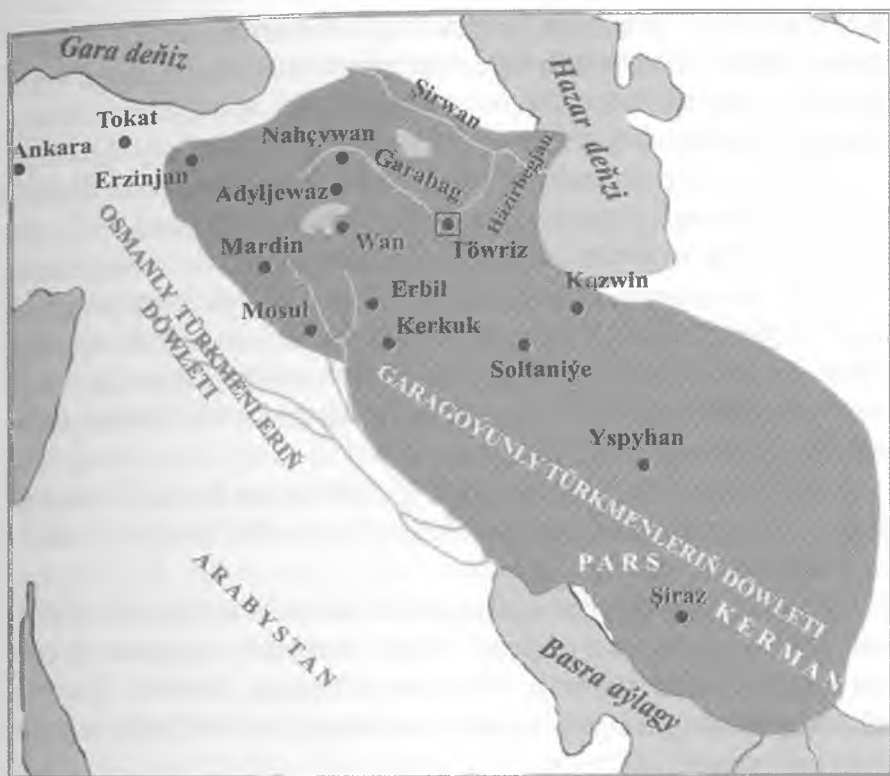 Gara deňiz
Hazar deňzi
Şirwan
Tokat
Ankara
Nahçywan
Erzinjan
Garabag
Häzirbegjan
Adyljewaz
Wan
Töwriz
Mardin
OSMANLY TÜRKMENLERIŇ
DÖWLETI
Erbil
Kazwin
Mosul
Kerkuk
Soltaniýe
GARAGOÝUNLY TÜRKMENLERIŇ DÖWLETI
Yspyhan
PARS
ARABYSTAN
Şiraz
KERMAN
Basra aýlagy